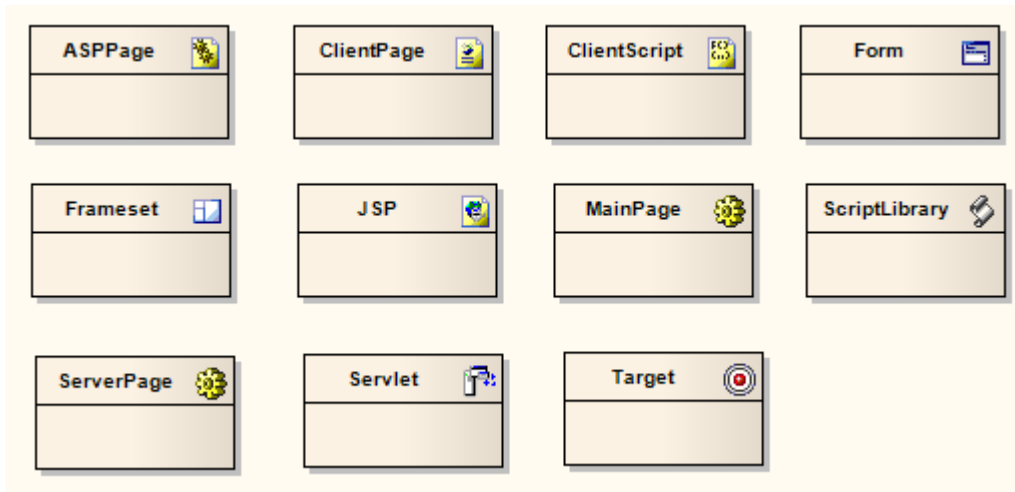 ASPPage
ClientPage
ClientScript
Form
Frameset
JSP
MainPage
ScriptLibrary
ServerPage
Servlet
Target